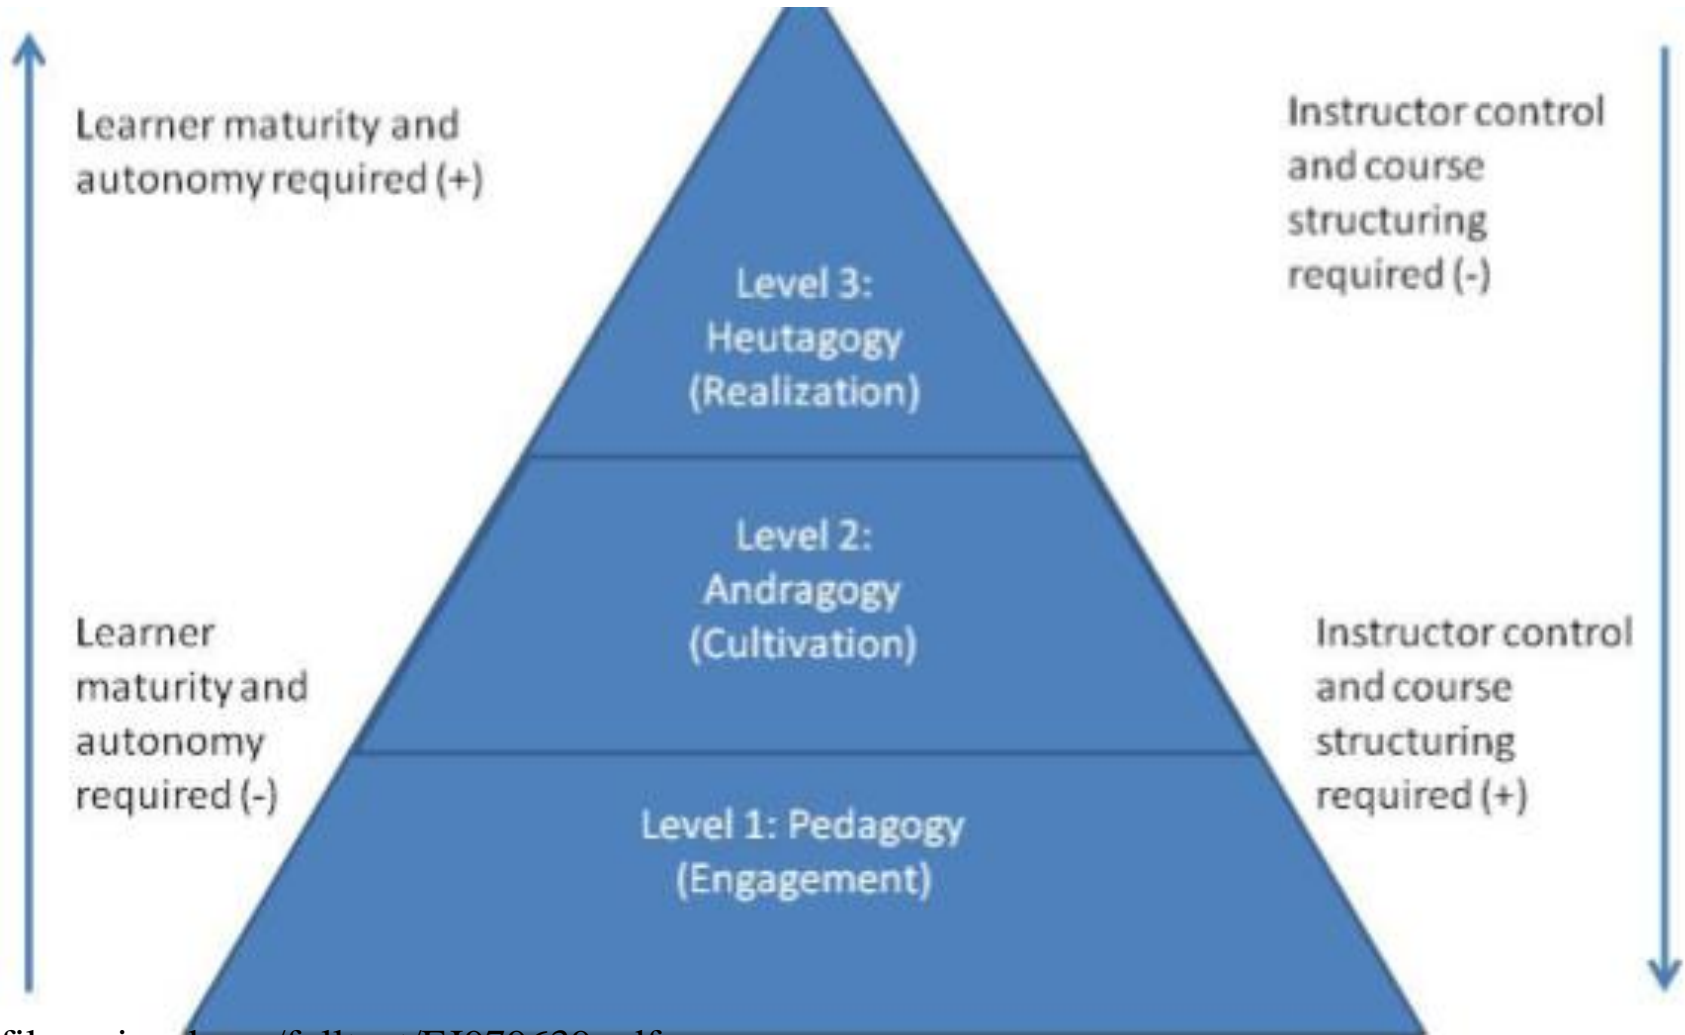 Learner maturity and
autonomy required (+)
Instructor control
and course
structuring
required (-)
Level 3:
Heutagogy
(Realization)
Level 2:
Andragogy
(Cultivation)
Learner
maturity and
autonomy
required (-)
Instructor control
and course
structuring
required (+)
Level 1: Pedagogy
(Engagement)